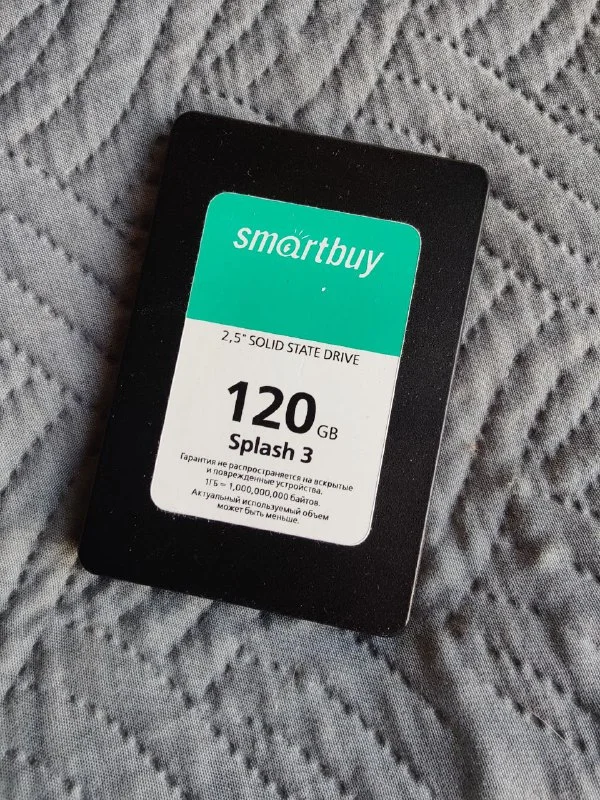 smartbuy
2,5" SOLID STATE DRIVE
120 GB
Splash 3
Гарантия не распространяется на вскрытые
и поврежденные устройства.
1ГБ = 1,000,000,000 байтов.
Актуальный используемый объем
может быть меньше.